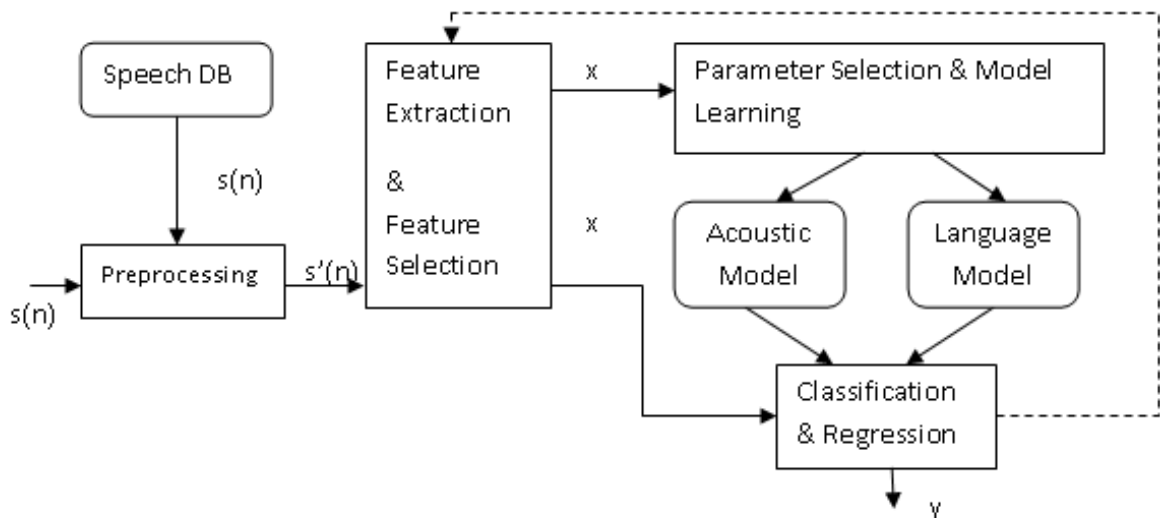 Speech DB
s(n)
Preprocessing
s(n)
s'(n)
Feature
Extraction
&
Feature
Selection
x
x
Parameter Selection & Model
Learning
Acoustic
Model
Language
Model
Classification
& Regression
y